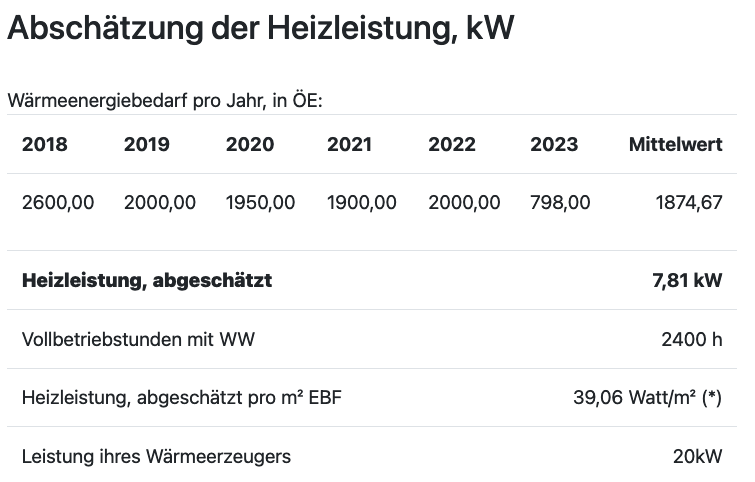 Abschätzung der Heizleistung, kW
Wärmeenergiebedarf pro Jahr, in ÖE:
2018 2019 2020 2021 2022 2023 Mittelwert
2600,00 2000,00 1950,00 1900,00 2000,00 798,00 1874,67
Heizleistung, abgeschätzt 7,81 kW
Vollbetriebstunden mit WW 2400 h
Heizleistung, abgeschätzt pro m² EBF 39,06 Watt/m² (*)
Leistung ihres Wärmeerzeugers 20kW